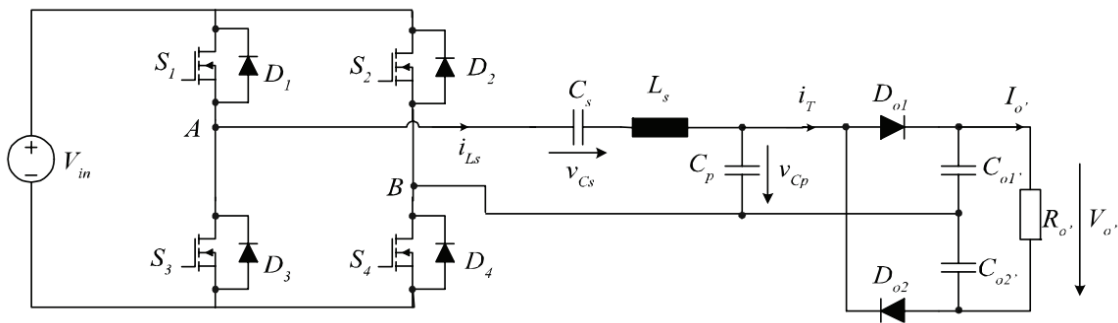 S1
D1
S2
D2
Cs
Ls
iT
Do1
Io'
A
iLs
vCs
Cp
vCp
Co1'
+
−
Vin
B
Ro'
Vo'
S3
D3
S4
D4
Do2
Co2'